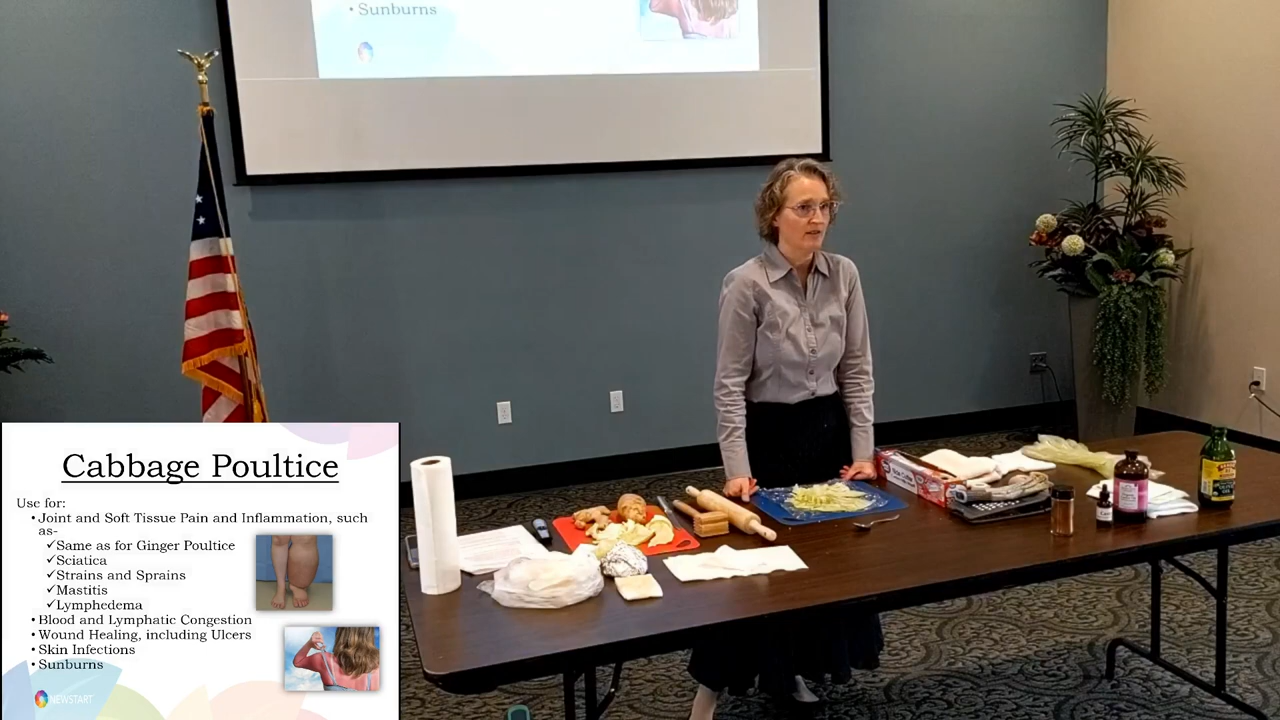 • Sunburns
Cabbage Poultice
Use for:
• Joint and Soft Tissue Pain and Inflammation, such
as-
✓Same as for Ginger Poultice
✓Sciatica
✓Strains and Sprains
✓Mastitis
✓Lymphedema
• Blood and Lymphatic Congestion
• Wound Healing, including Ulcers
• Skin Infections
• Sunburns
NEWSTART